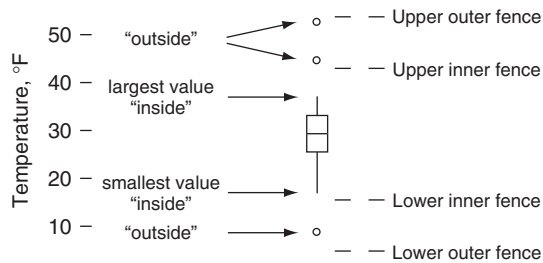 Temperature, °F
50
40
30
20
10
“outside”
largest value
“inside”
smallest value
“inside”
“outside”
Upper outer fence
Upper inner fence
Lower inner fence
Lower outer fence